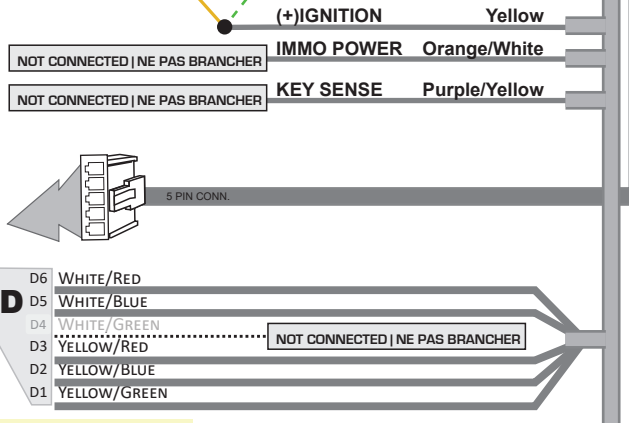 (+)IGNITION Yellow
NOT CONNECTED | NE PAS BRANCHER IMMO POWER Orange/White
NOT CONNECTED | NE PAS BRANCHER KEY SENSE Purple/Yellow
5 PIN CONN.
D
D6 WHITE/RED
D5 WHITE/BLUE
D4 WHITE/GREEN NOT CONNECTED | NE PAS BRANCHER
D3 YELLOW/RED
D2 YELLOW/BLUE
D1 YELLOW/GREEN